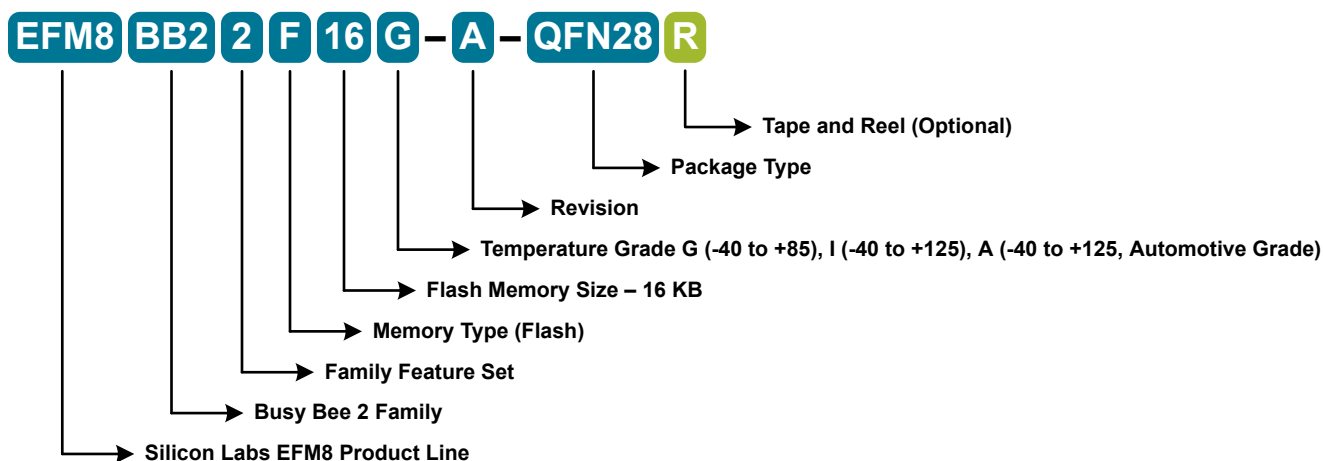 EFM8 BB2 2 F 16 G – A – QFN28 R
Tape and Reel (Optional)
Package Type
Revision
Temperature Grade G (-40 to +85), I (-40 to +125), A (-40 to +125, Automotive Grade)
Flash Memory Size – 16 KB
Memory Type (Flash)
Family Feature Set
Busy Bee 2 Family
Silicon Labs EFM8 Product Line